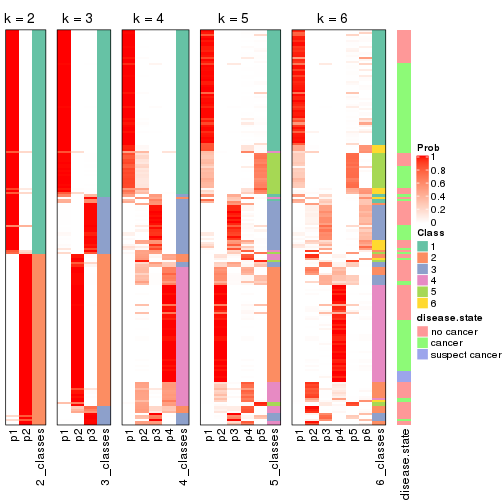 k = 2 k = 3 k = 4 k = 5 k = 6
Prob
1
0.8
0.6
0.4
0.2
0
Class
1
2
3
4
5
6
disease.state
no cancer
cancer
suspect cancer
p1 p2 2_classes p1 p2 p3 3_classes p1 p2 p3 p4 4_classes p1 p2 p3 p4 p5 5_classes p1 p2 p3 p4 p5 p6 6_classes disease.state